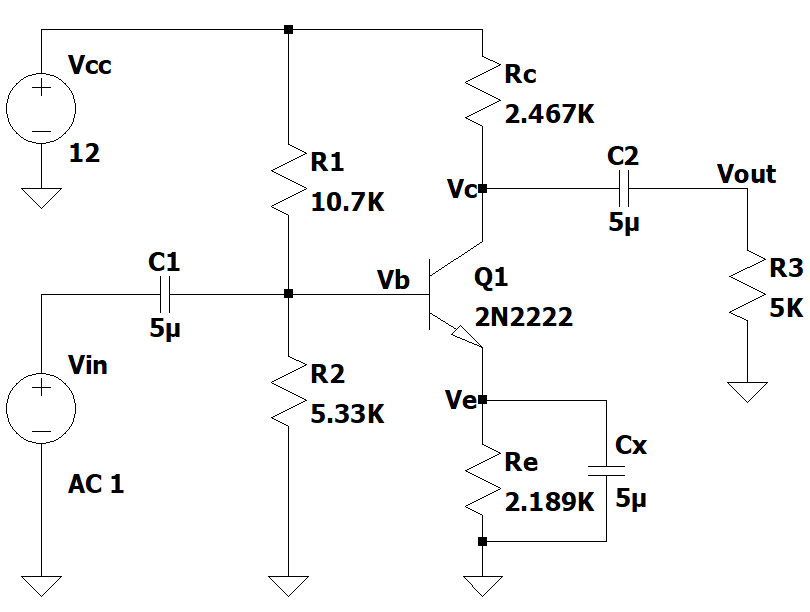 Vcc
12
R1
10.7K
Rc
2.467K
Vc
C2
5µ
Vout
R3
5K
C1
5µ
Vb
Q1
2N2222
Vin
AC 1
R2
5.33K
Ve
Re
2.189K
Cx
5µ